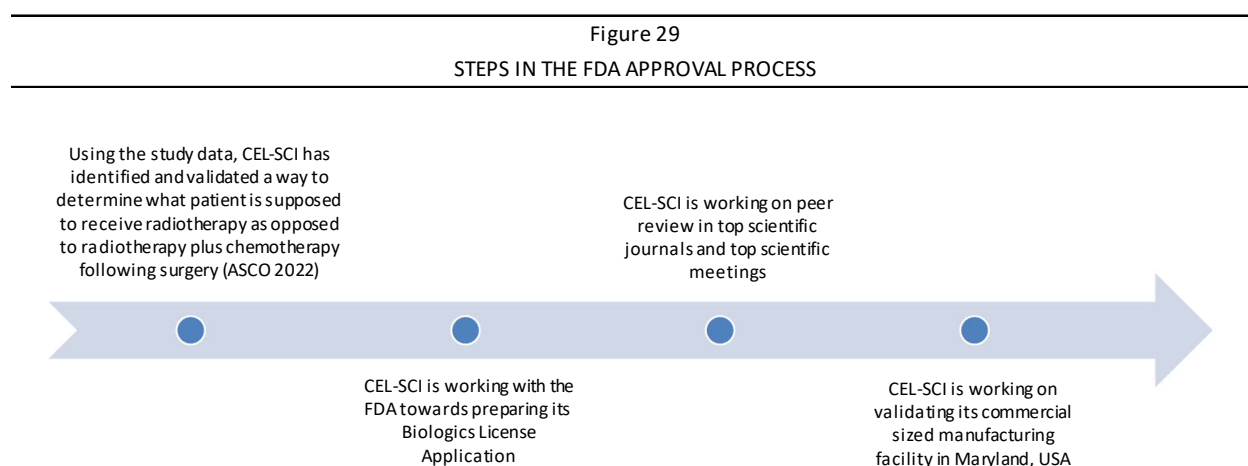 Figure 29
STEPS IN THE FDA APPROVAL PROCESS
Using the study data, CEL-SCI has
identified and validated a way to
determine what patient is supposed
to receive radiotherapy as opposed
to radiotherapy plus chemotherapy
following surgery (ASCO 2022)
CEL-SCI is working with the
FDA towards preparing its
Biologics License
Application
CEL-SCI is working on peer
review in top scientific
journals and top scientific
meetings
CEL-SCI is working on
validating its commercial
sized manufacturing
facility in Maryland, USA